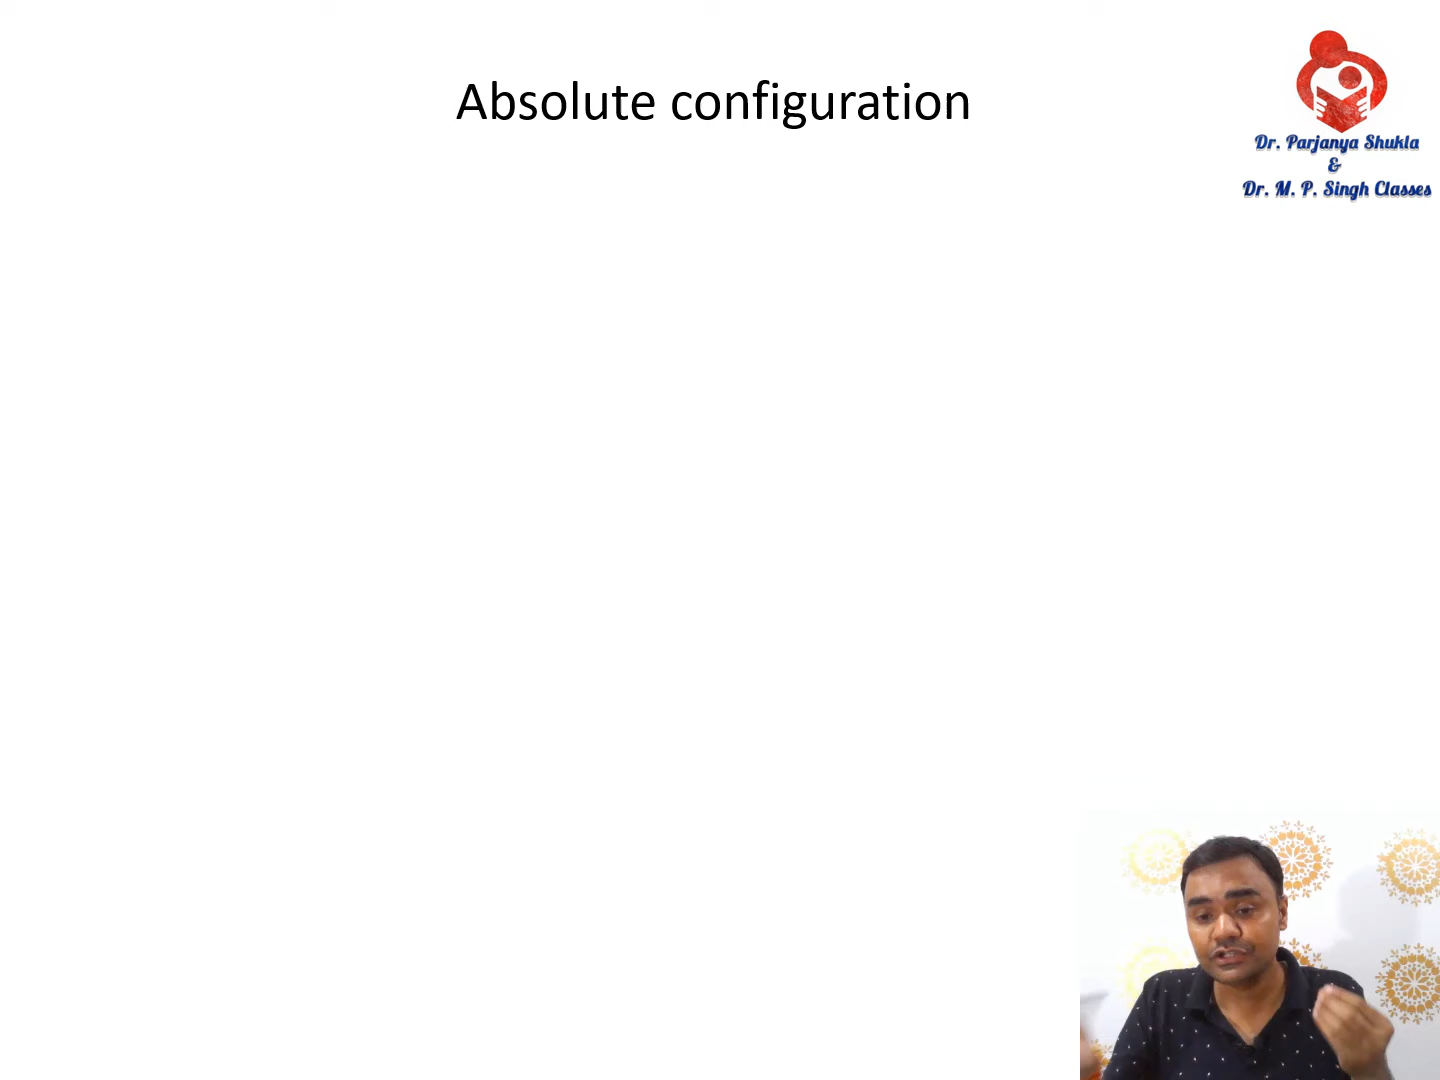 Absolute configuration
Dr. Parjanya Shukla
&
Dr. M. P. Singh Classes